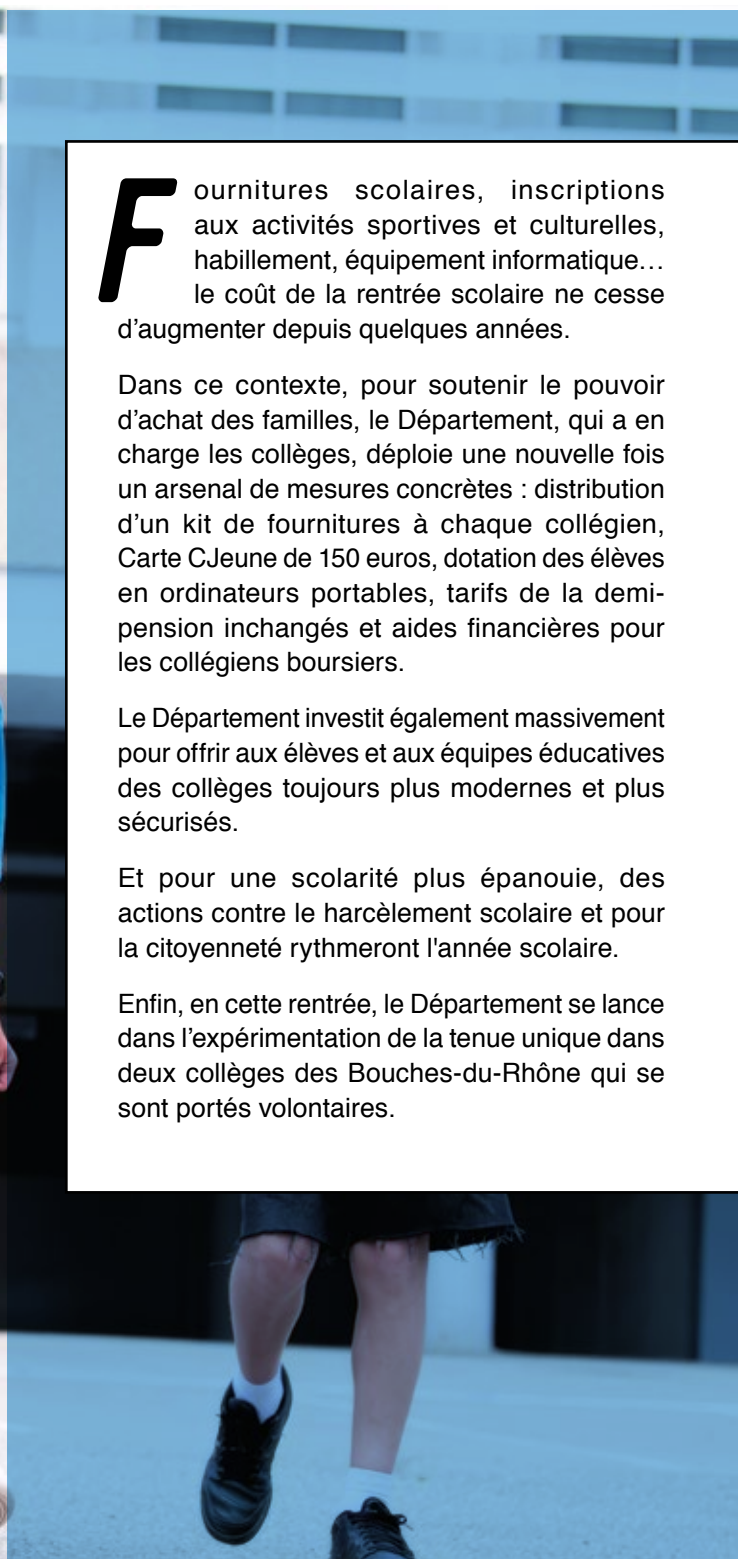 Fournitures scolaires, inscriptions
aux activités sportives et culturelles,
habillement, équipement informatique…
le coût de la rentrée scolaire ne cesse
d’augmenter depuis quelques années.
Dans ce contexte, pour soutenir le pouvoir
d’achat des familles, le Département, qui a en
charge les collèges, déploie une nouvelle fois
un arsenal de mesures concrètes : distribution
d’un kit de fournitures à chaque collégien,
Carte CJeune de 150 euros, dotation des élèves
en ordinateurs portables, tarifs de la demi-
pension inchangés et aides financières pour
les collégiens boursiers.
Le Département investit également massivement
pour offrir aux élèves et aux équipes éducatives
des collèges toujours plus modernes et plus
sécurisés.
Et pour une scolarité plus épanouie, des
actions contre le harcèlement scolaire et pour
la citoyenneté rythmeront l'année scolaire.
Enfin, en cette rentrée, le Département se lance
dans l’expérimentation de la tenue unique dans
deux collèges des Bouches-du-Rhône qui se
sont portés volontaires.